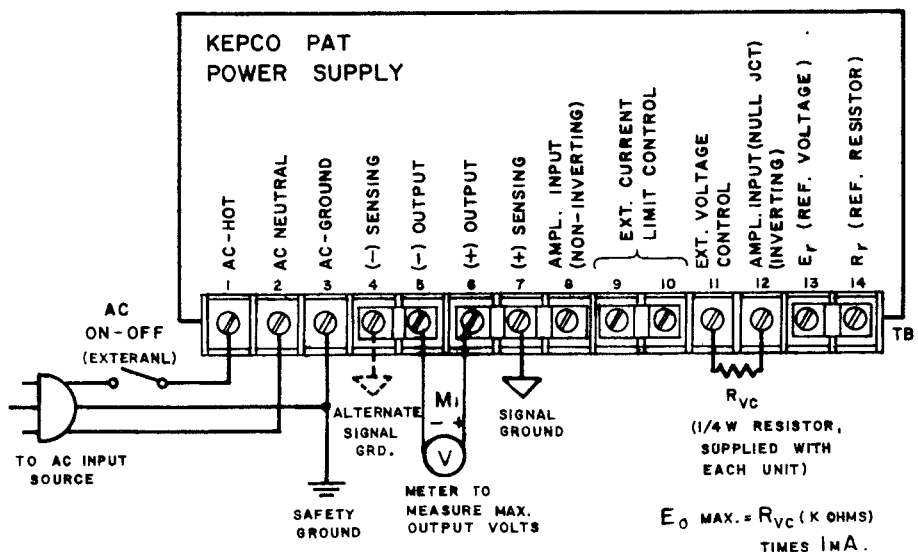 KEPCO PAT
POWER SUPPLY
AC-HOT
AC NEUTRAL
AC-GROUND
(-) SENSING
(-) OUTPUT
(+) OUTPUT
(+) SENSING
AMPL. INPUT
(NON-INVERTING)
EXT. CURRENT
LIMIT CONTROL
EXT. VOLTAGE
CONTROL
AMPL. INPUT (NULL JCT)
(INVERTING)
Er (REF. VOLTAGE)
Rr (REF. RESISTOR)
1 2 3 4 5 6 7 8 9 10 11 12 13 14
TB
AC
ON-OFF
(EXTERANL)
TO AC INPUT
SOURCE
SAFETY
GROUND
ALTERNATE
SIGNAL
GRD.
M1
- +
V
METER TO
MEASURE MAX.
OUTPUT VOLTS
SIGNAL
GROUND
RVC
(1/4 W RESISTOR,
SUPPLIED WITH
EACH UNIT)
EO MAX. = RVC (K OHMS)
TIMES 1MA.